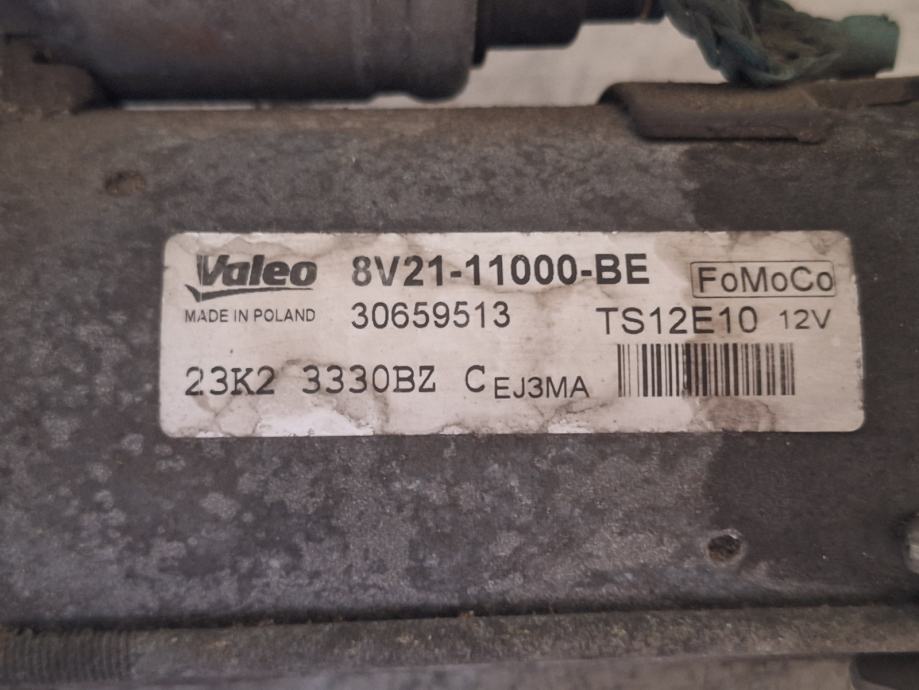 Valeo 8V21-11000-BE FoMoCo
MADE IN POLAND 30659513 TS12E10 12V
23K2 3330BZ C EJ3MA